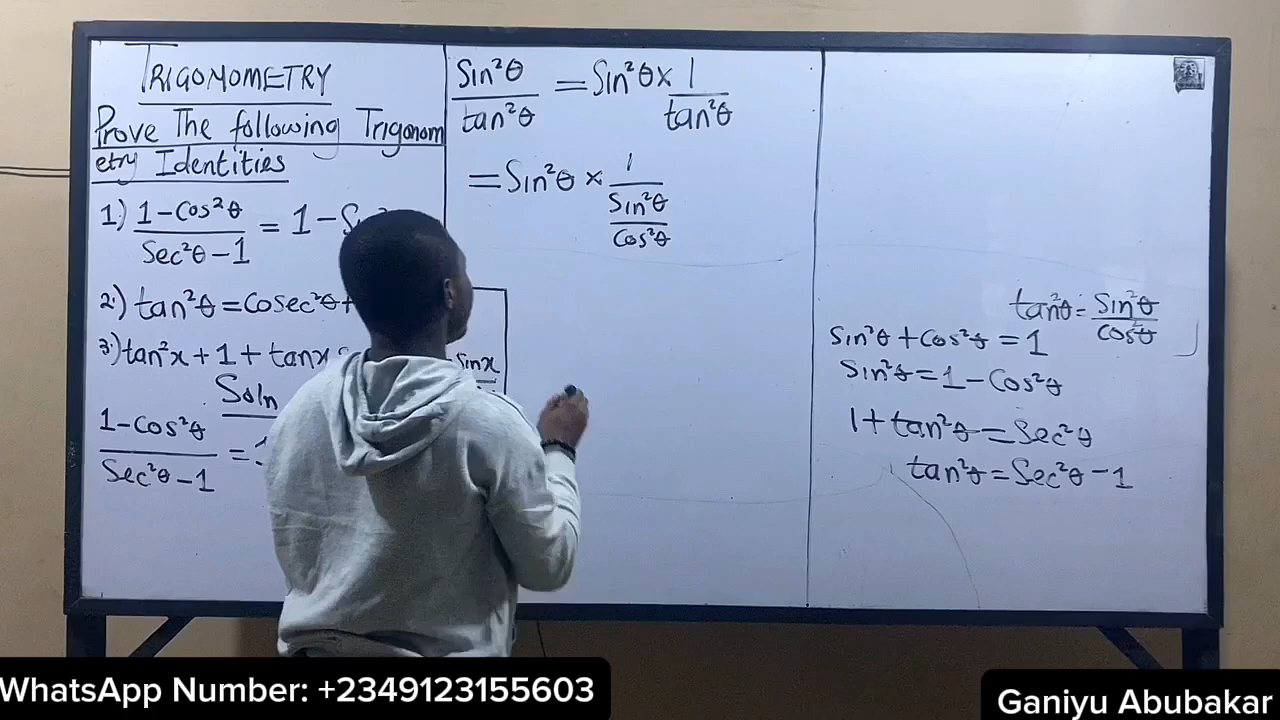 TRIGONOMETRY
Prove The following Trigonom
etry Identities
1.) 1-Cos²θ / Sec²θ-1 = 1-S
2.) tan²θ = Cosec²θ+
3.) tan²x + 1 + tanx
Sinx
Soln
1-Cos²θ / Sec²θ-1 = 1
Sin²θ / tan²θ = Sin²θ × 1 / tan²θ
= Sin²θ × 1 / Sin²θ / Cos²θ
tan²θ = Sin²θ / Cos²θ
Sin²θ + Cos²θ = 1
Sin²θ = 1 - Cos²θ
1 + tan²θ = Sec²θ
tan²θ = Sec²θ - 1
WhatsApp Number: +2349123155603
Ganiyu Abubakar